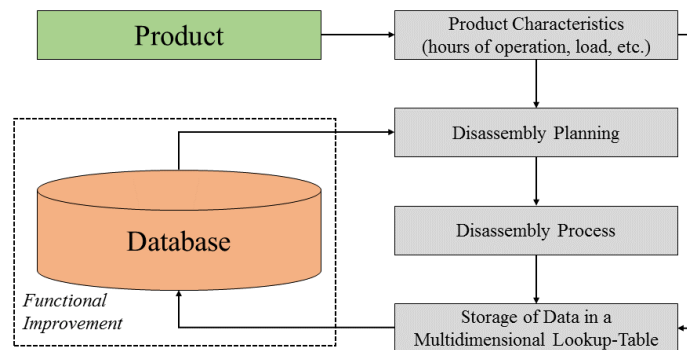 Product
Product Characteristics
(hours of operation, load, etc.)
Disassembly Planning
Database
Disassembly Process
Functional
Improvement
Storage of Data in a
Multidimensional Lookup-Table